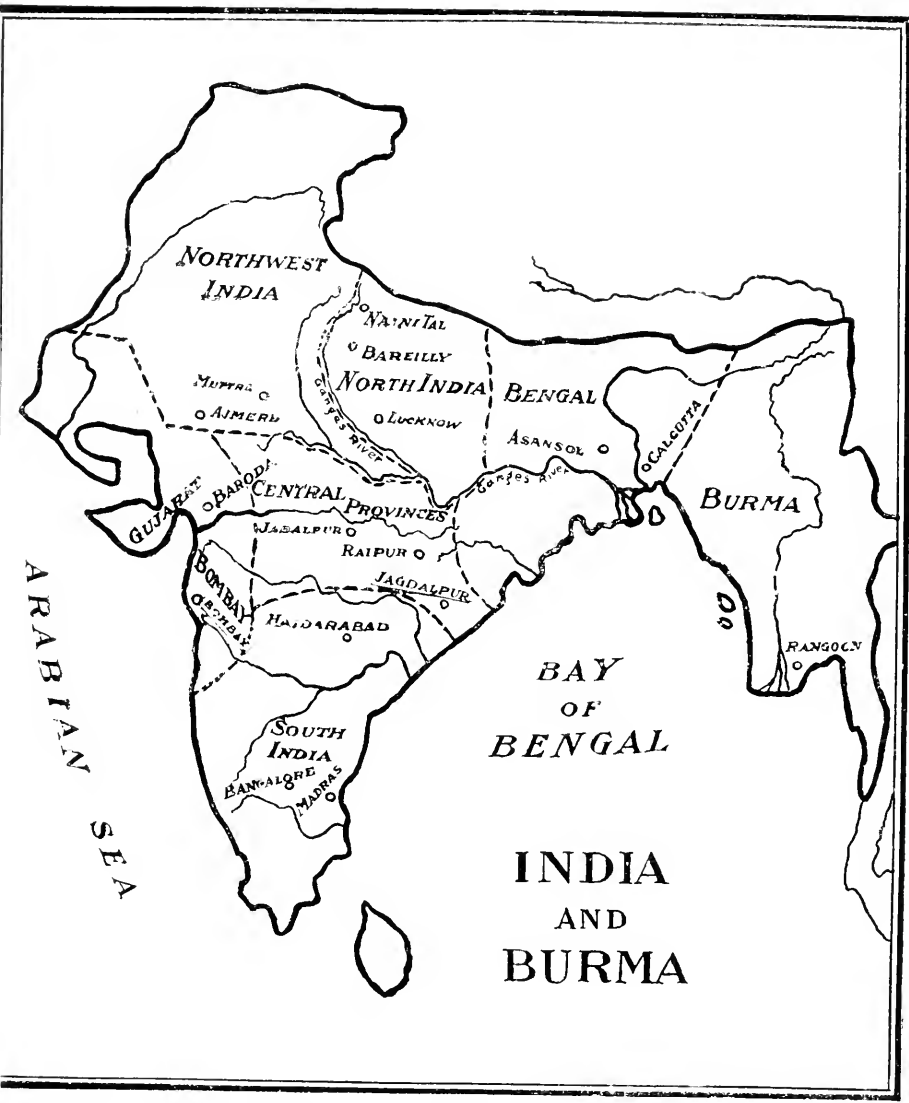 NORTHWEST
INDIA
NAINI TAL
BAREILLY
NORTH INDIA
MUTTRA
AJMERE
LUCKNOW
Ganges River
BENGAL
ASANSOL
CALCUTTA
Ganges River
GUJARAT
BARODA
CENTRAL
PROVINCES
JABALPUR
RAIPUR
JAGDALPUR
BURMA
BOMBAY
BOMBAY
HAIDARABAD
RANGOON
ARABIAN SEA
BAY
OF
BENGAL
SOUTH
INDIA
BANGALORE
MADRAS
INDIA
AND
BURMA